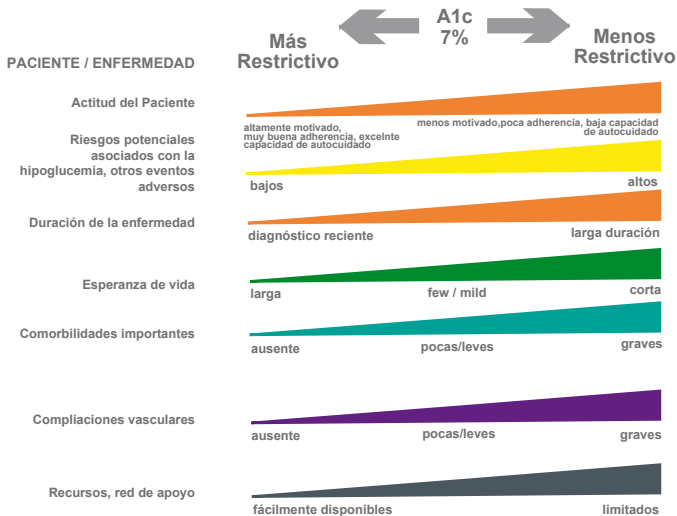 A1c
7%
Más
Restrictivo
Menos
Restrictivo
PACIENTE / ENFERMEDAD
Actitud del Paciente
altamente motivado,
muy buena adherencia, excelnte
capacidad de autocuidado
menos motivado,poca adherencia, baja capacidad
de autocuidado
Riesgos potenciales
asociados con la
hipoglucemia, otros eventos
adversos
bajos
altos
Duración de la enfermedad
diagnóstico reciente
larga duración
Esperanza de vida
larga
few / mild
corta
Comorbilidades importantes
ausente
pocas/leves
graves
Compliaciones vasculares
ausente
pocas/leves
graves
Recursos, red de apoyo
fácilmente disponibles
limitados